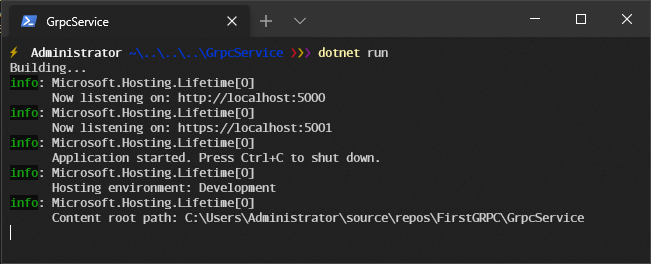 GrpcService
⚡ Administrator ~\..\..\..\GrpcService ❯❯❯ dotnet run
Building...
info: Microsoft.Hosting.Lifetime[0]
Now listening on: http://localhost:5000
info: Microsoft.Hosting.Lifetime[0]
Now listening on: https://localhost:5001
info: Microsoft.Hosting.Lifetime[0]
Application started. Press Ctrl+C to shut down.
info: Microsoft.Hosting.Lifetime[0]
Hosting environment: Development
info: Microsoft.Hosting.Lifetime[0]
Content root path: C:\Users\Administrator\source\repos\FirstGRPC\GrpcService